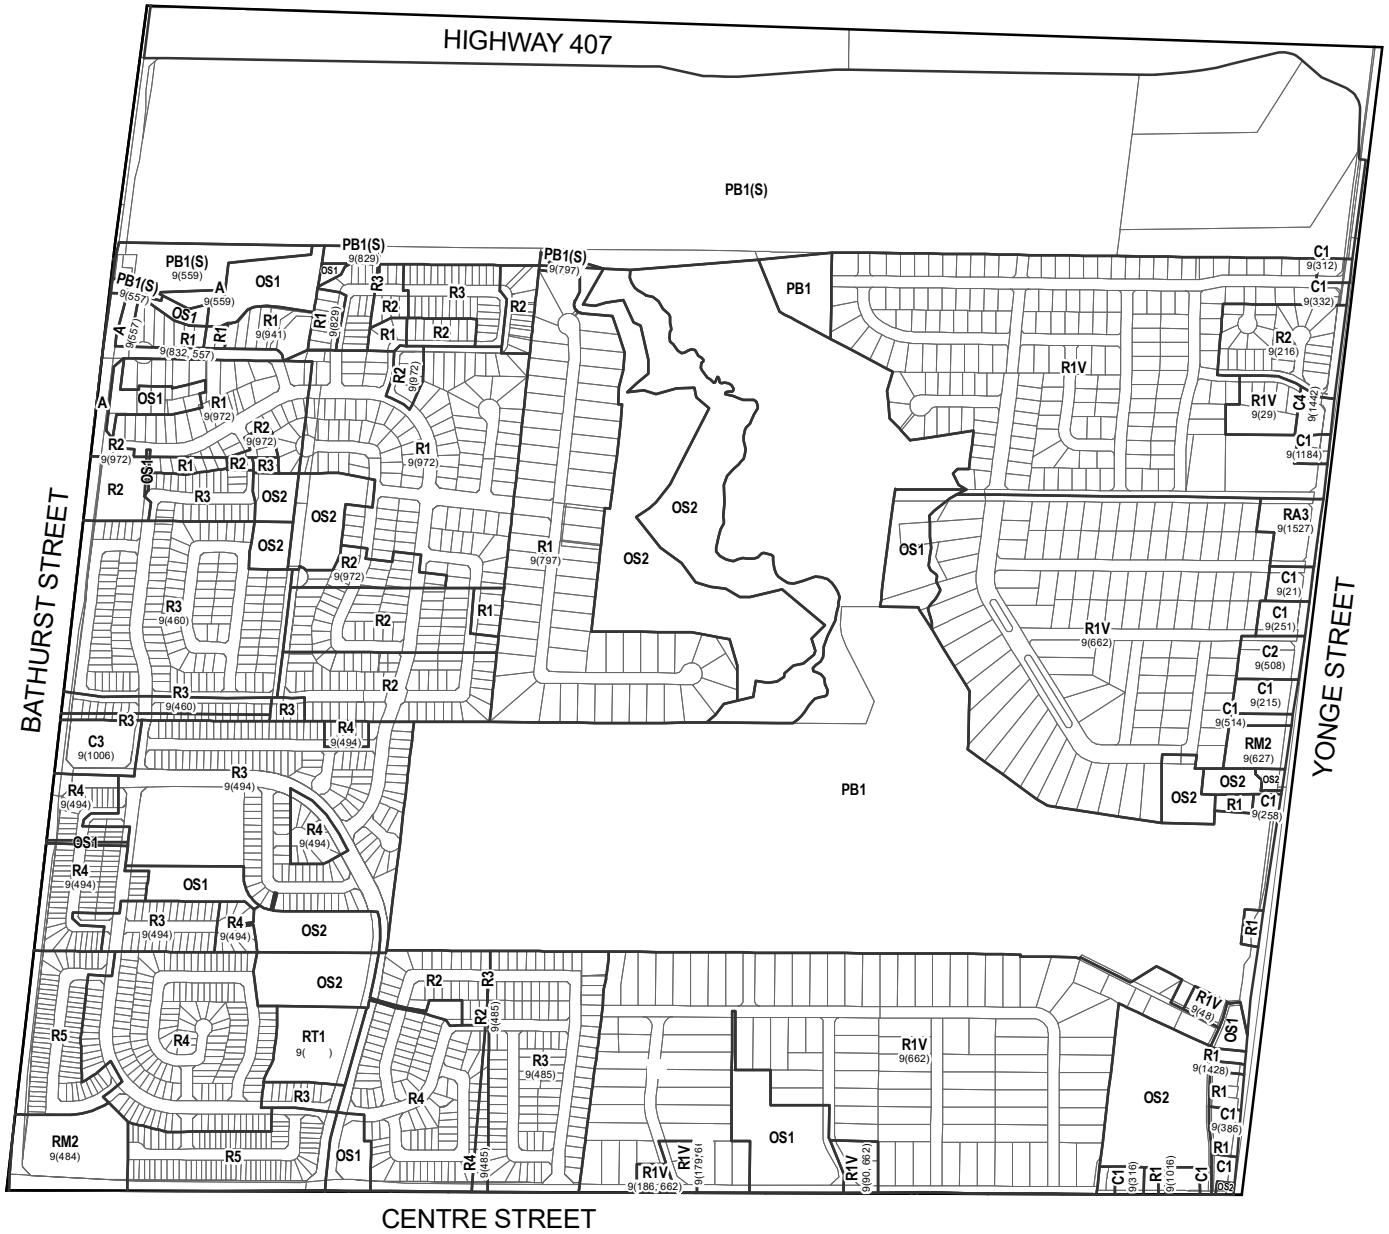 HIGHWAY 407
PB1(S)
PB1(S)
9(829)
PB1(S)
9(797)
C1
9(312)
PB1(S)
9(559)
OS1
A
9(559)
OS1
PB1(S)
9(557)
C1
9(332)
PB1
R3
R3
R2
R2
R1
R2
R1
9(829)
OS1
R1
9(941)
R1
R1
9(832, 557)
A
9(557)
R2
9(216)
R1V
R2
9(972)
OS1
R1
9(972)
A
R1V
9(29)
C4
9(1442)
R2
9(972)
R2
9(972)
R1
9(972)
C1
9(1184)
R1
R2
R3
OS1
R2
R3
OS2
OS2
OS2
RA3
9(1527)
OS2
R1
9(797)
OS2
OS1
R2
9(972)
C1
9(21)
R3
9(460)
R2
R1
C1
9(251)
R1V
9(662)
C2
9(508)
BATHURST STREET
YONGE STREET
R2
R3
9(460)
R3
C1
9(215)
C1
9(514)
R3
R4
9(494)
C3
9(1006)
RM2
9(627)
R3
9(494)
R4
9(494)
PB1
OS2
OS2
OS2
R1
C1
9(258)
R4
9(494)
OS1
R4
9(494)
OS1
R3
9(494)
R4
9(494)
OS2
R1
OS2
R2
R3
R1V
9(48)
R2
9(485)
OS1
R5
R4
RT1
9( )
R3
9(485)
R1V
9(662)
R1
9(1428)
R3
R4
OS2
R1
C1
9(386)
RM2
9(484)
R5
OS1
R4
9(485)
R1V
9(186, 662)
R1V
9(179,6(
OS1
R1V
9(90, 662)
R1
C1
C1
9(316)
R1
9(1016)
C1
OS2
CENTRE STREET